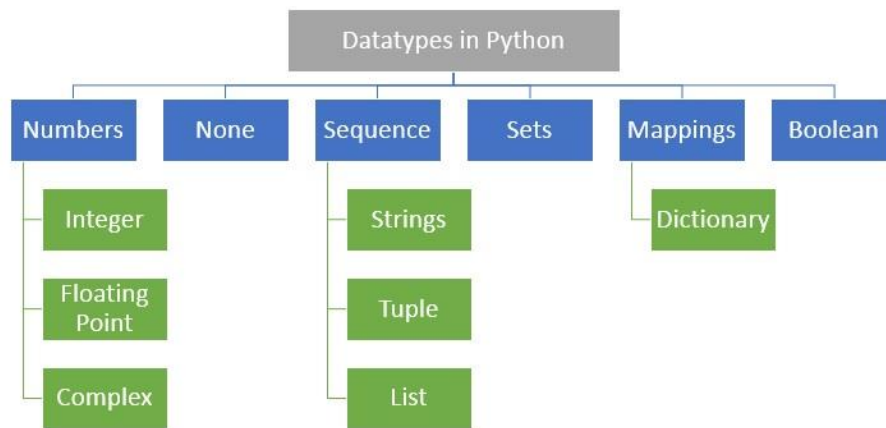 Datatypes in Python
Numbers
None
Sequence
Sets
Mappings
Boolean
Integer
Strings
Dictionary
Floating
Point
Tuple
Complex
List